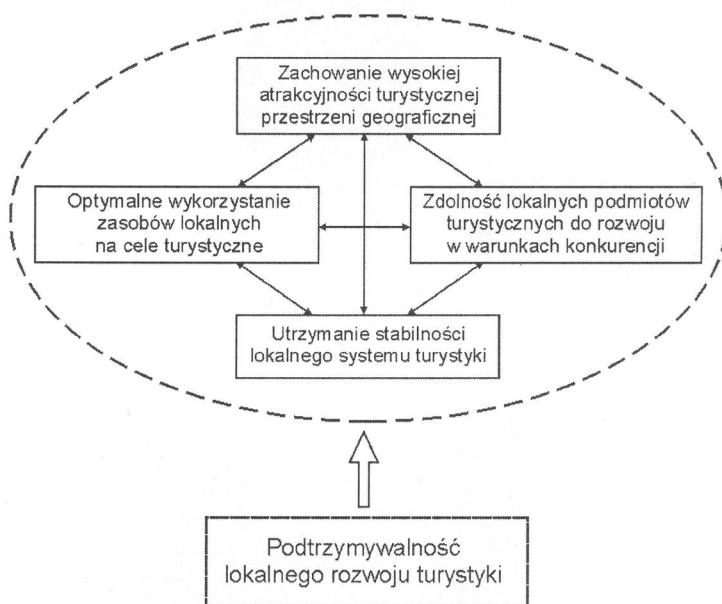 Zachowanie wysokiej
atrakcyjności turystycznej
przestrzeni geograficznej
Optymalne wykorzystanie
zasobów lokalnych
na cele turystyczne
Zdolność lokalnych podmiotów
turystycznych do rozwoju
w warunkach konkurencji
Utrzymanie stabilności
lokalnego systemu turystyki
Podtrzymywalność
lokalnego rozwoju turystyki